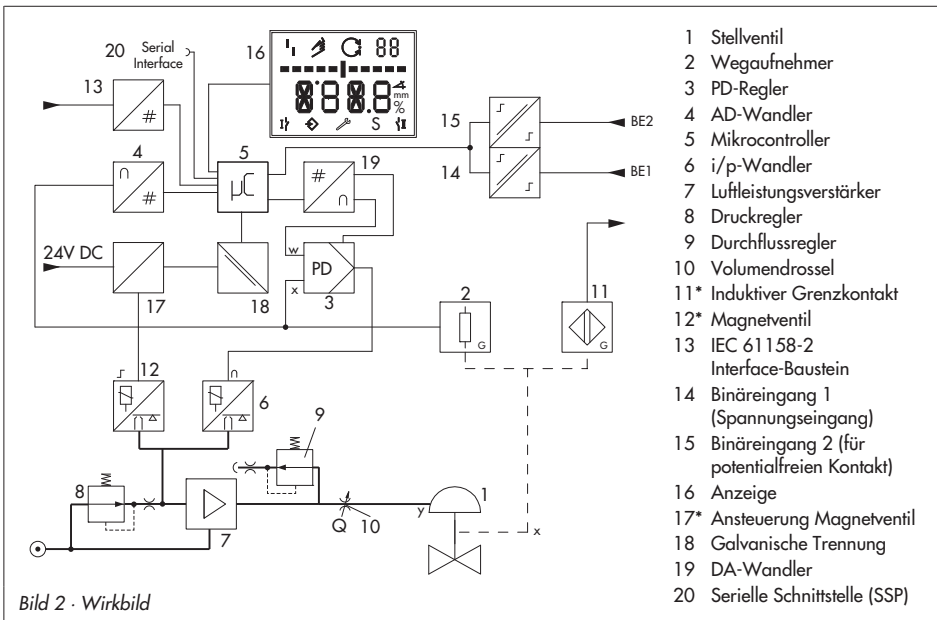 20 Serial Interface
16
88
8.8 8.8 mm %
S
13
#
4
∩ #
5
µC
19
# ∩
15
BE2
14
BE1
24V DC
17
18
w
x
PD
3
2
G
11
G
12
∩
6
9
8
7
Q
10
y
1
x
1 Stellventil
2 Wegaufnehmer
3 PD-Regler
4 AD-Wandler
5 Mikrocontroller
6 i/p-Wandler
7 Luftleistungsverstärker
8 Druckregler
9 Durchflussregler
10 Volumendrossel
11* Induktiver Grenzkontakt
12* Magnetventil
13 IEC 61158-2
Interface-Baustein
14 Binäreingang 1
(Spannungseingang)
15 Binäreingang 2 (für
potentialfreien Kontakt)
16 Anzeige
17* Ansteuerung Magnetventil
18 Galvanische Trennung
19 DA-Wandler
20 Serielle Schnittstelle (SSP)
Bild 2 · Wirkbild